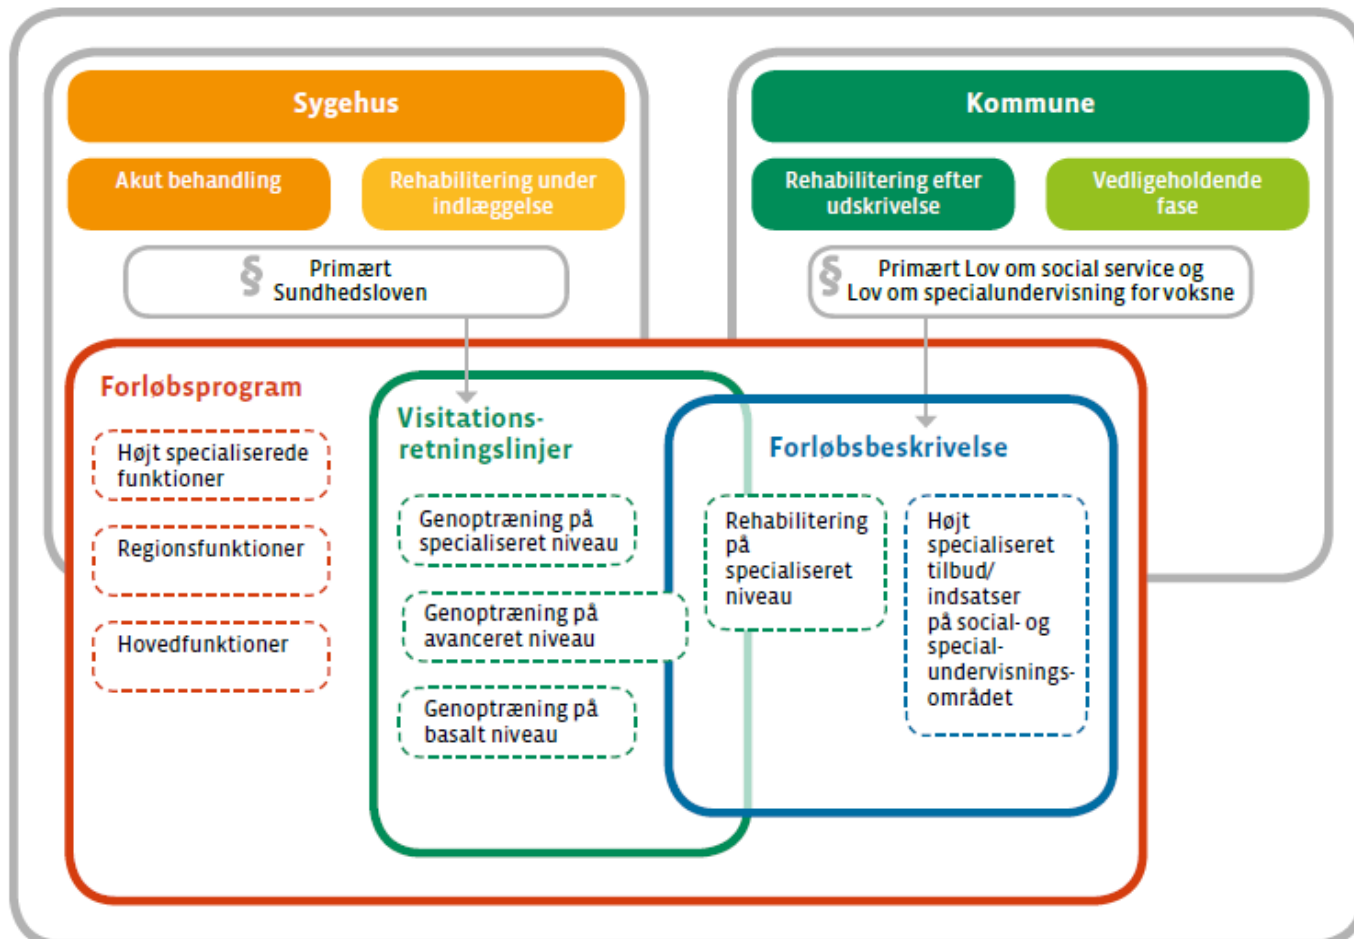 Sygehus
Akut behandling
Rehabilitering under
indlæggelse
§ Primært
Sundhedsloven
Kommune
Rehabilitering efter
udskrivelse
Vedligeholdende
fase
§ Primært Lov om social service og
Lov om specialundervisning for voksne
Forløbsprogram
Højt specialiserede
funktioner
Regionsfunktioner
Hovedfunktioner
Visitations-
retningslinjer
Genoptræning på
specialiseret niveau
Genoptræning på
avanceret niveau
Genoptræning på
basalt niveau
Forløbsbeskrivelse
Rehabilitering
på
specialiseret
niveau
Højt
specialiseret
tilbud/
indsatser
på social- og
special-
undervisnings-
området